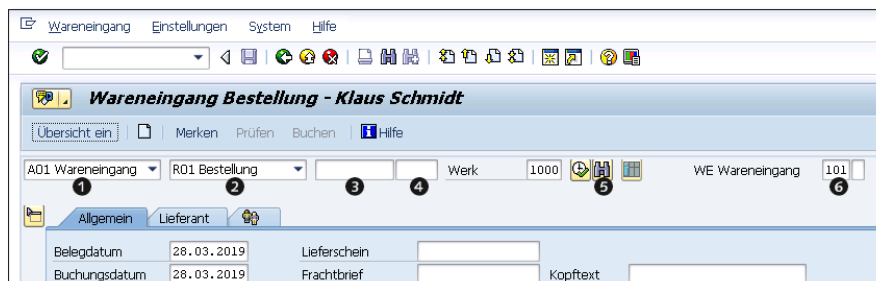 Wareneingang Einstellungen System Hilfe
Wareneingang Bestellung - Klaus Schmidt
Übersicht ein Merken Prüfen Buchen Hilfe
A01 Wareneingang R01 Bestellung Werk 1000 WE Wareneingang 101
1 2 3 4 5 6
Allgemein Lieferant
Belegdatum 28.03.2019 Lieferschein
Buchungsdatum 28.03.2019 Frachtbrief Kopftext